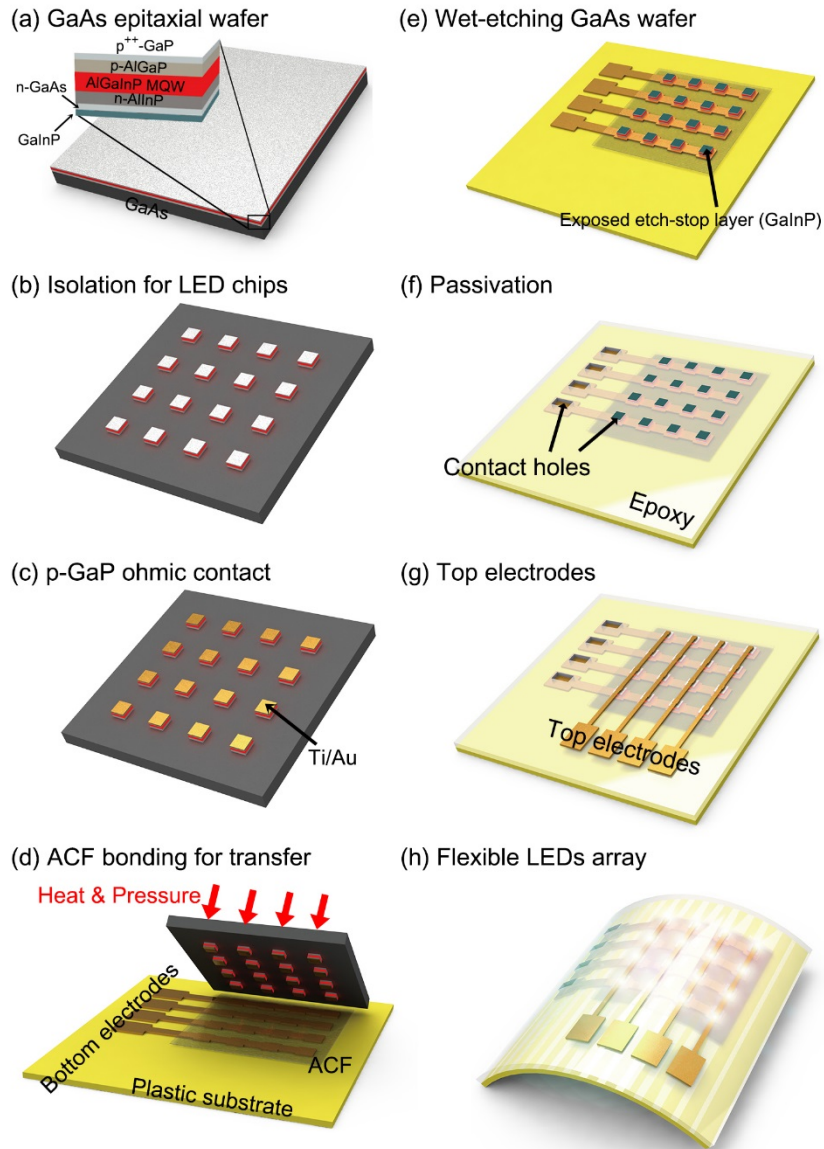 (a) GaAs epitaxial wafer
p++-GaP
p-AlGaP
AlGaInP MQW
n-GaAs
n-AlInP
GaInP
GaAs
(b) Isolation for LED chips
(c) p-GaP ohmic contact
Ti/Au
(d) ACF bonding for transfer
Heat & Pressure
Bottom electrodes
ACF
Plastic substrate
(e) Wet-etching GaAs wafer
Exposed etch-stop layer (GaInP)
(f) Passivation
Contact holes
Epoxy
(g) Top electrodes
Top electrodes
(h) Flexible LEDs array